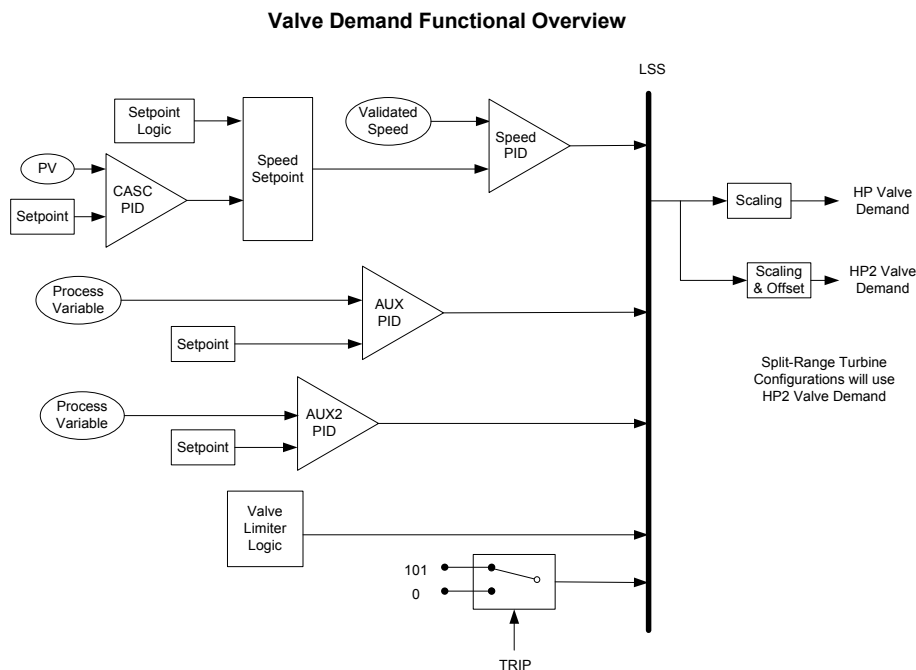 Valve Demand Functional Overview
LSS
Setpoint
Logic
Validated
Speed
Speed
PID
PV
CASC
PID
Speed
Setpoint
Setpoint
Scaling
HP Valve
Demand
Scaling
& Offset
HP2 Valve
Demand
Process
Variable
AUX
PID
Setpoint
Split-Range Turbine
Configurations will use
HP2 Valve Demand
Process
Variable
AUX2
PID
Setpoint
Valve
Limiter
Logic
101
0
TRIP